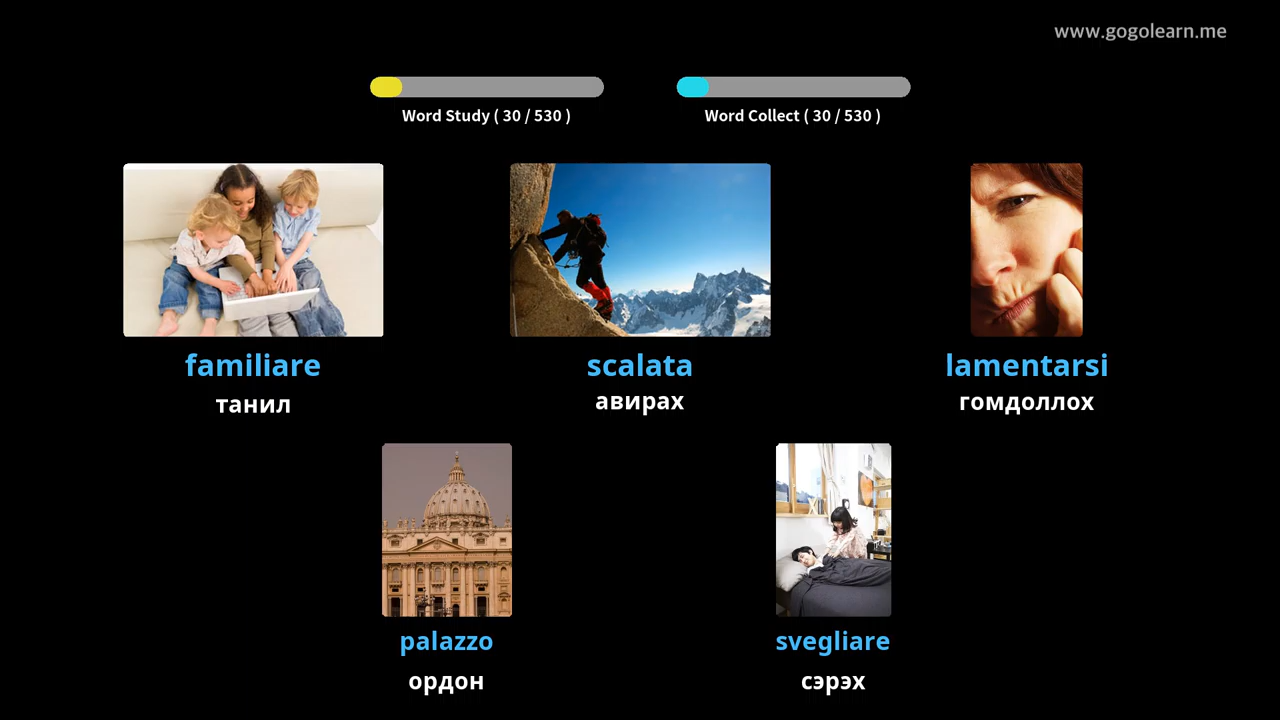 www.gogolearn.me
Word Study ( 30 / 530 )
Word Collect ( 30 / 530 )
familiare
танил
scalata
авирах
lamentarsi
гомдоллох
palazzo
ордон
svegliare
сэрэх